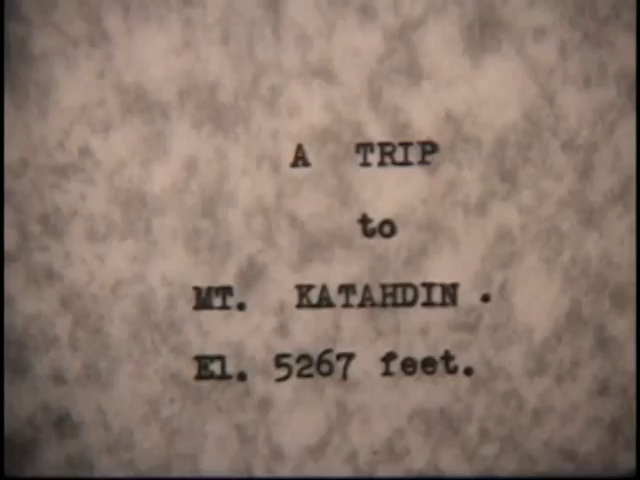 A TRIP
to
MT. KATAHDIN .
El. 5267 feet.